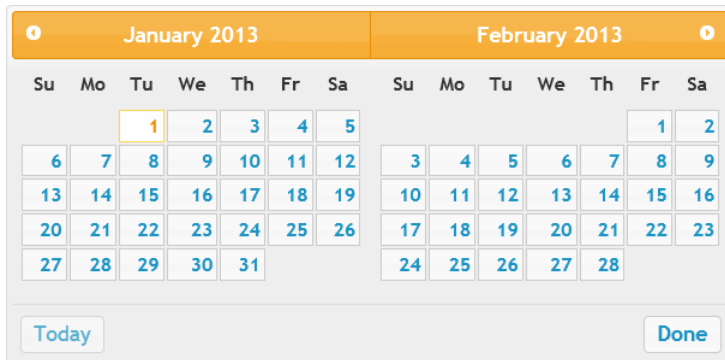 January 2013 February 2013
Su Mo Tu We Th Fr Sa Su Mo Tu We Th Fr Sa
1 2 3 4 5 1 2
6 7 8 9 10 11 12 3 4 5 6 7 8 9
13 14 15 16 17 18 19 10 11 12 13 14 15 16
20 21 22 23 24 25 26 17 18 19 20 21 22 23
27 28 29 30 31 24 25 26 27 28
Today Done